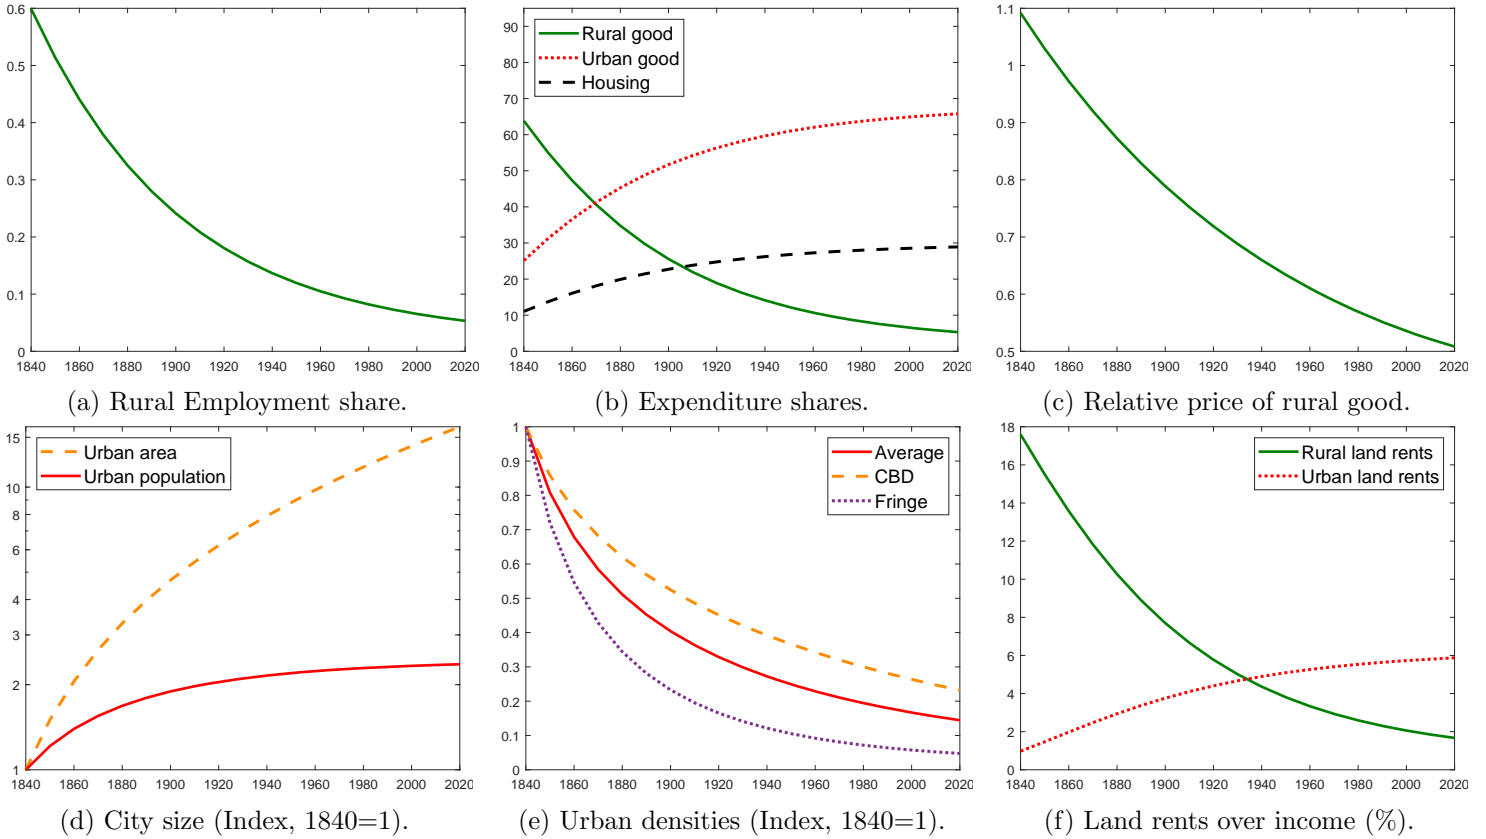 0.6
0.5
0.4
0.3
0.2
0.1
0
1840 1860 1880 1900 1920 1940 1960 1980 2000 2020
(a) Rural Employment share.
90
80
70
60
50
40
30
20
10
0
Rural good
Urban good
Housing
1840 1860 1880 1900 1920 1940 1960 1980 2000 2020
(b) Expenditure shares.
1.1
1
0.9
0.8
0.7
0.6
0.5
1840 1860 1880 1900 1920 1940 1960 1980 2000 2020
(c) Relative price of rural good.
15
10
8
6
4
3
2
1
Urban area
Urban population
1840 1860 1880 1900 1920 1940 1960 1980 2000 2020
(d) City size (Index, 1840=1).
1
0.9
0.8
0.7
0.6
0.5
0.4
0.3
0.2
0.1
0
Average
CBD
Fringe
1840 1860 1880 1900 1920 1940 1960 1980 2000 2020
(e) Urban densities (Index, 1840=1).
18
16
14
12
10
8
6
4
2
0
Rural land rents
Urban land rents
1840 1860 1880 1900 1920 1940 1960 1980 2000 2020
(f) Land rents over income (%).